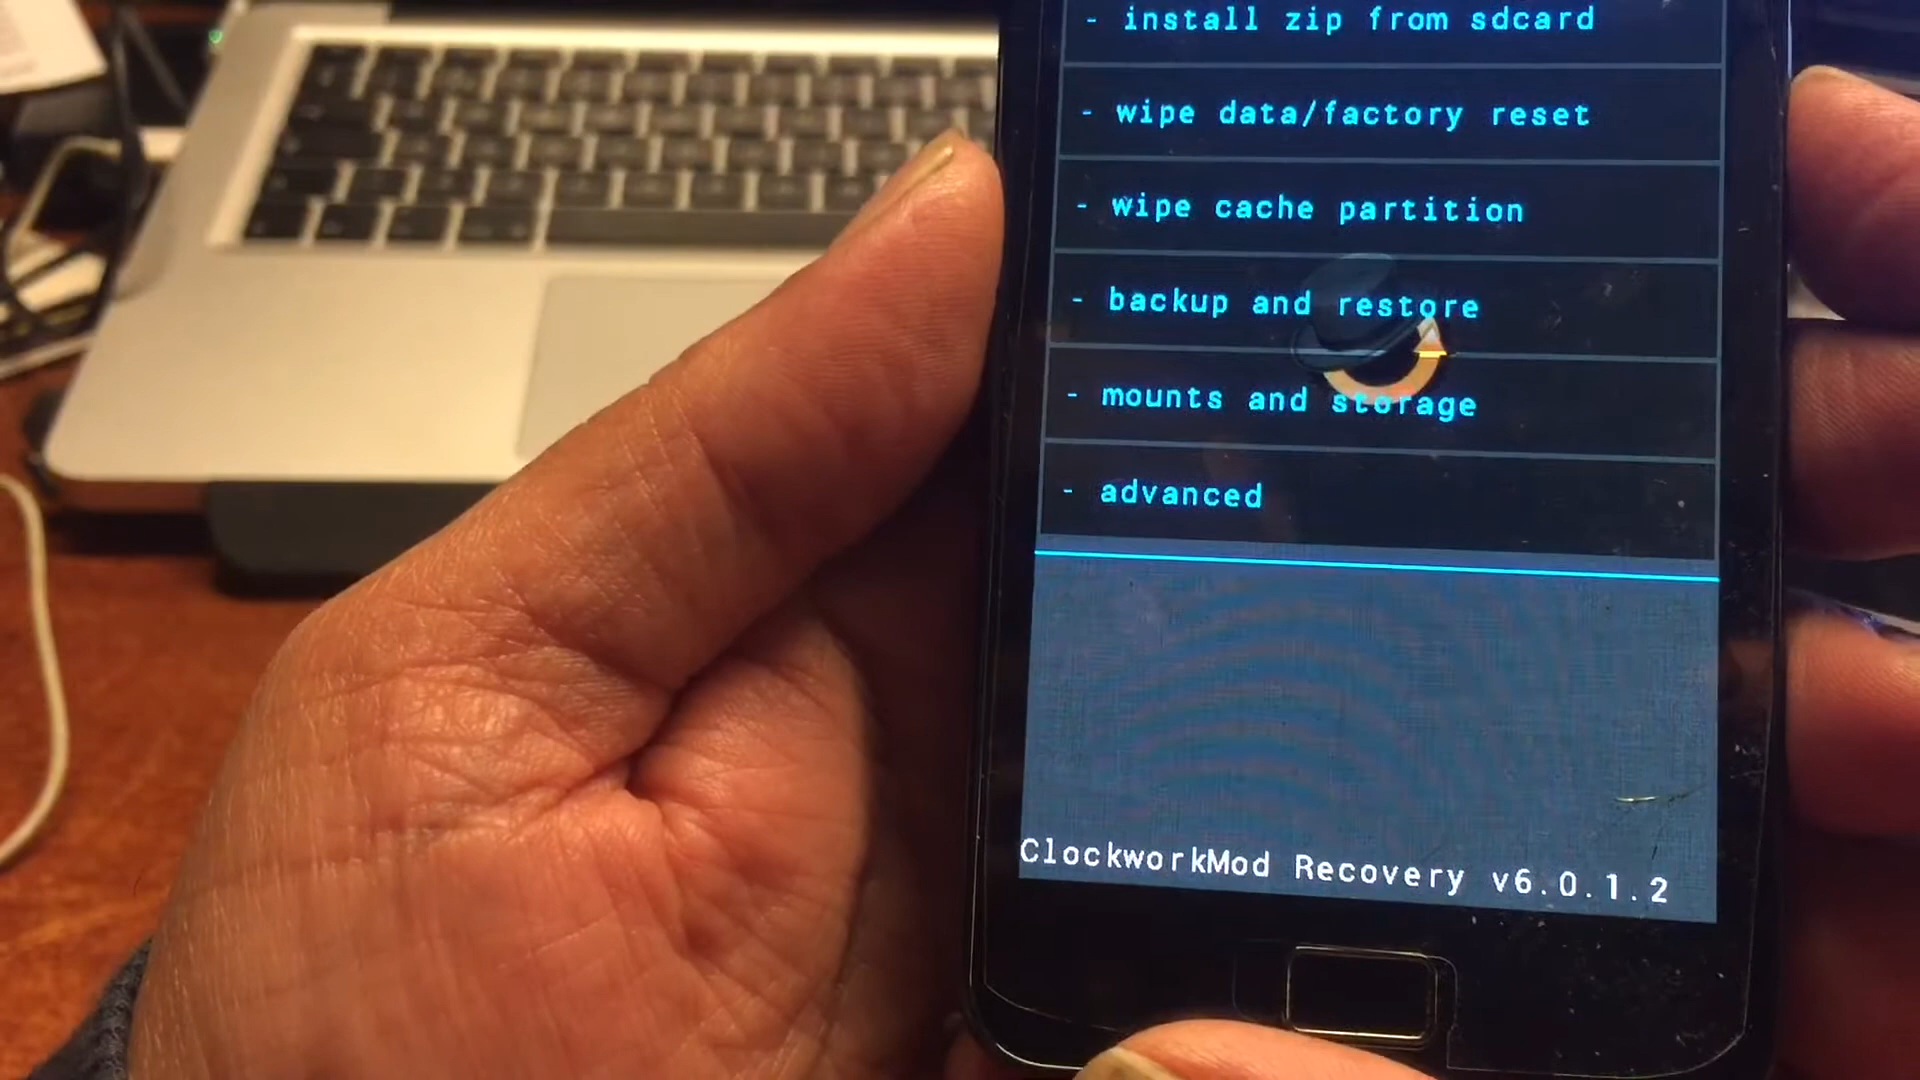 - install zip from sdcard
- wipe data/factory reset
- wipe cache partition
- backup and restore
- mounts and storage
- advanced
ClockworkMod Recovery v6.0.1.2